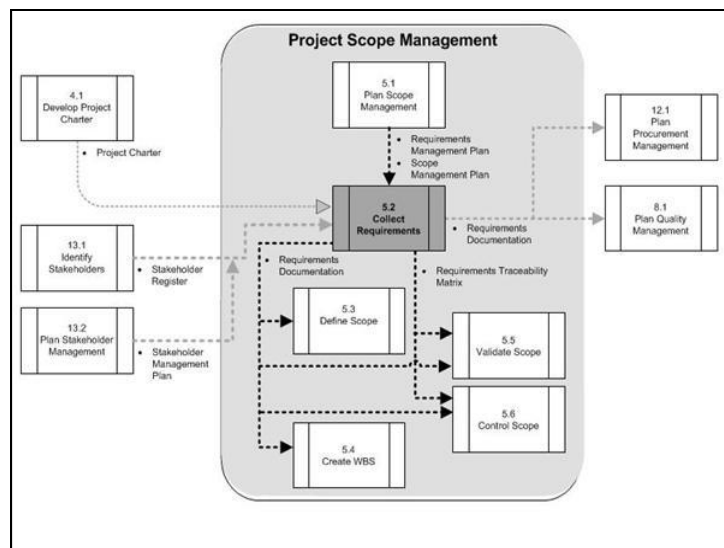 Project Scope Management
4.1
Develop Project
Charter
• Project Charter
5.1
Plan Scope
Management
• Requirements
Management Plan
• Scope
Management Plan
12.1
Plan
Procurement
Management
5.2
Collect
Requirements
• Requirements
Documentation
8.1
Plan Quality
Management
13.1
Identify
Stakeholders
• Stakeholder
Register
• Requirements
Documentation
• Requirements Traceability
Matrix
13.2
Plan Stakeholder
Management
• Stakeholder
Management
Plan
5.3
Define Scope
5.5
Validate Scope
5.6
Control Scope
5.4
Create WBS